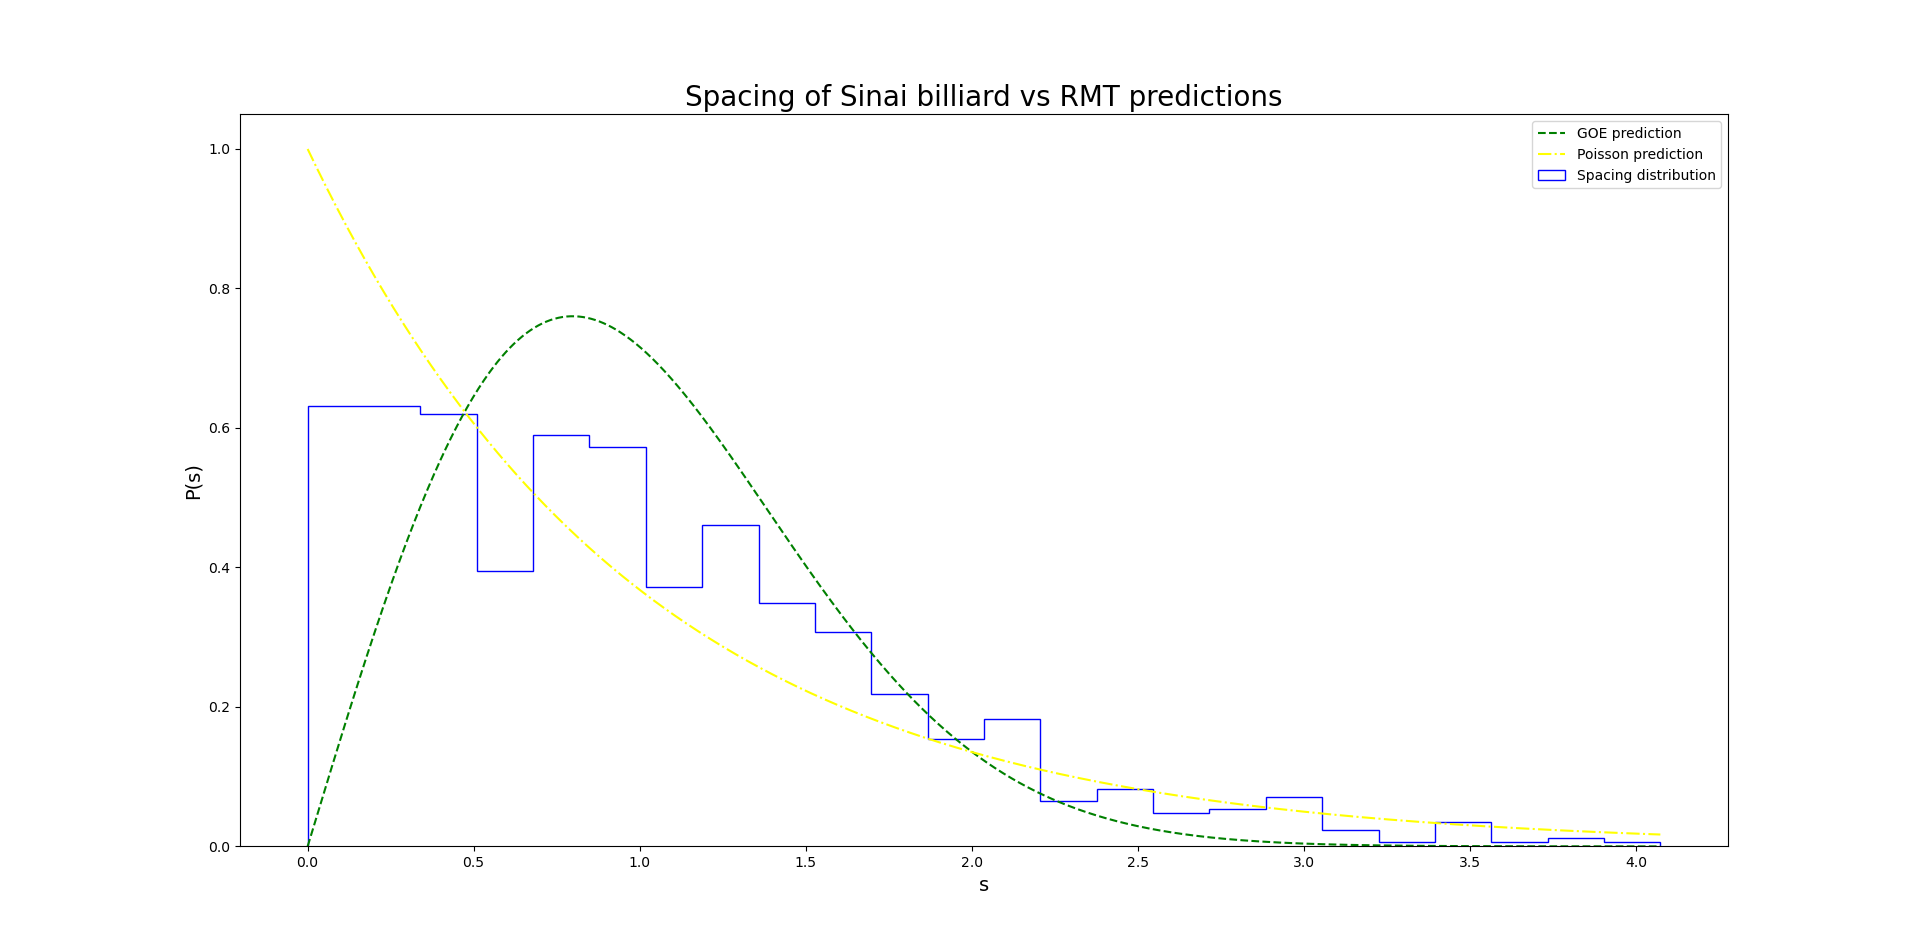 Spacing of Sinai billiard vs RMT predictions
GOE prediction
Poisson prediction
Spacing distribution
1.0
0.8
0.6
0.4
0.2
0.0
P(s)
0.0 0.5 1.0 1.5 2.0 2.5 3.0 3.5 4.0
s